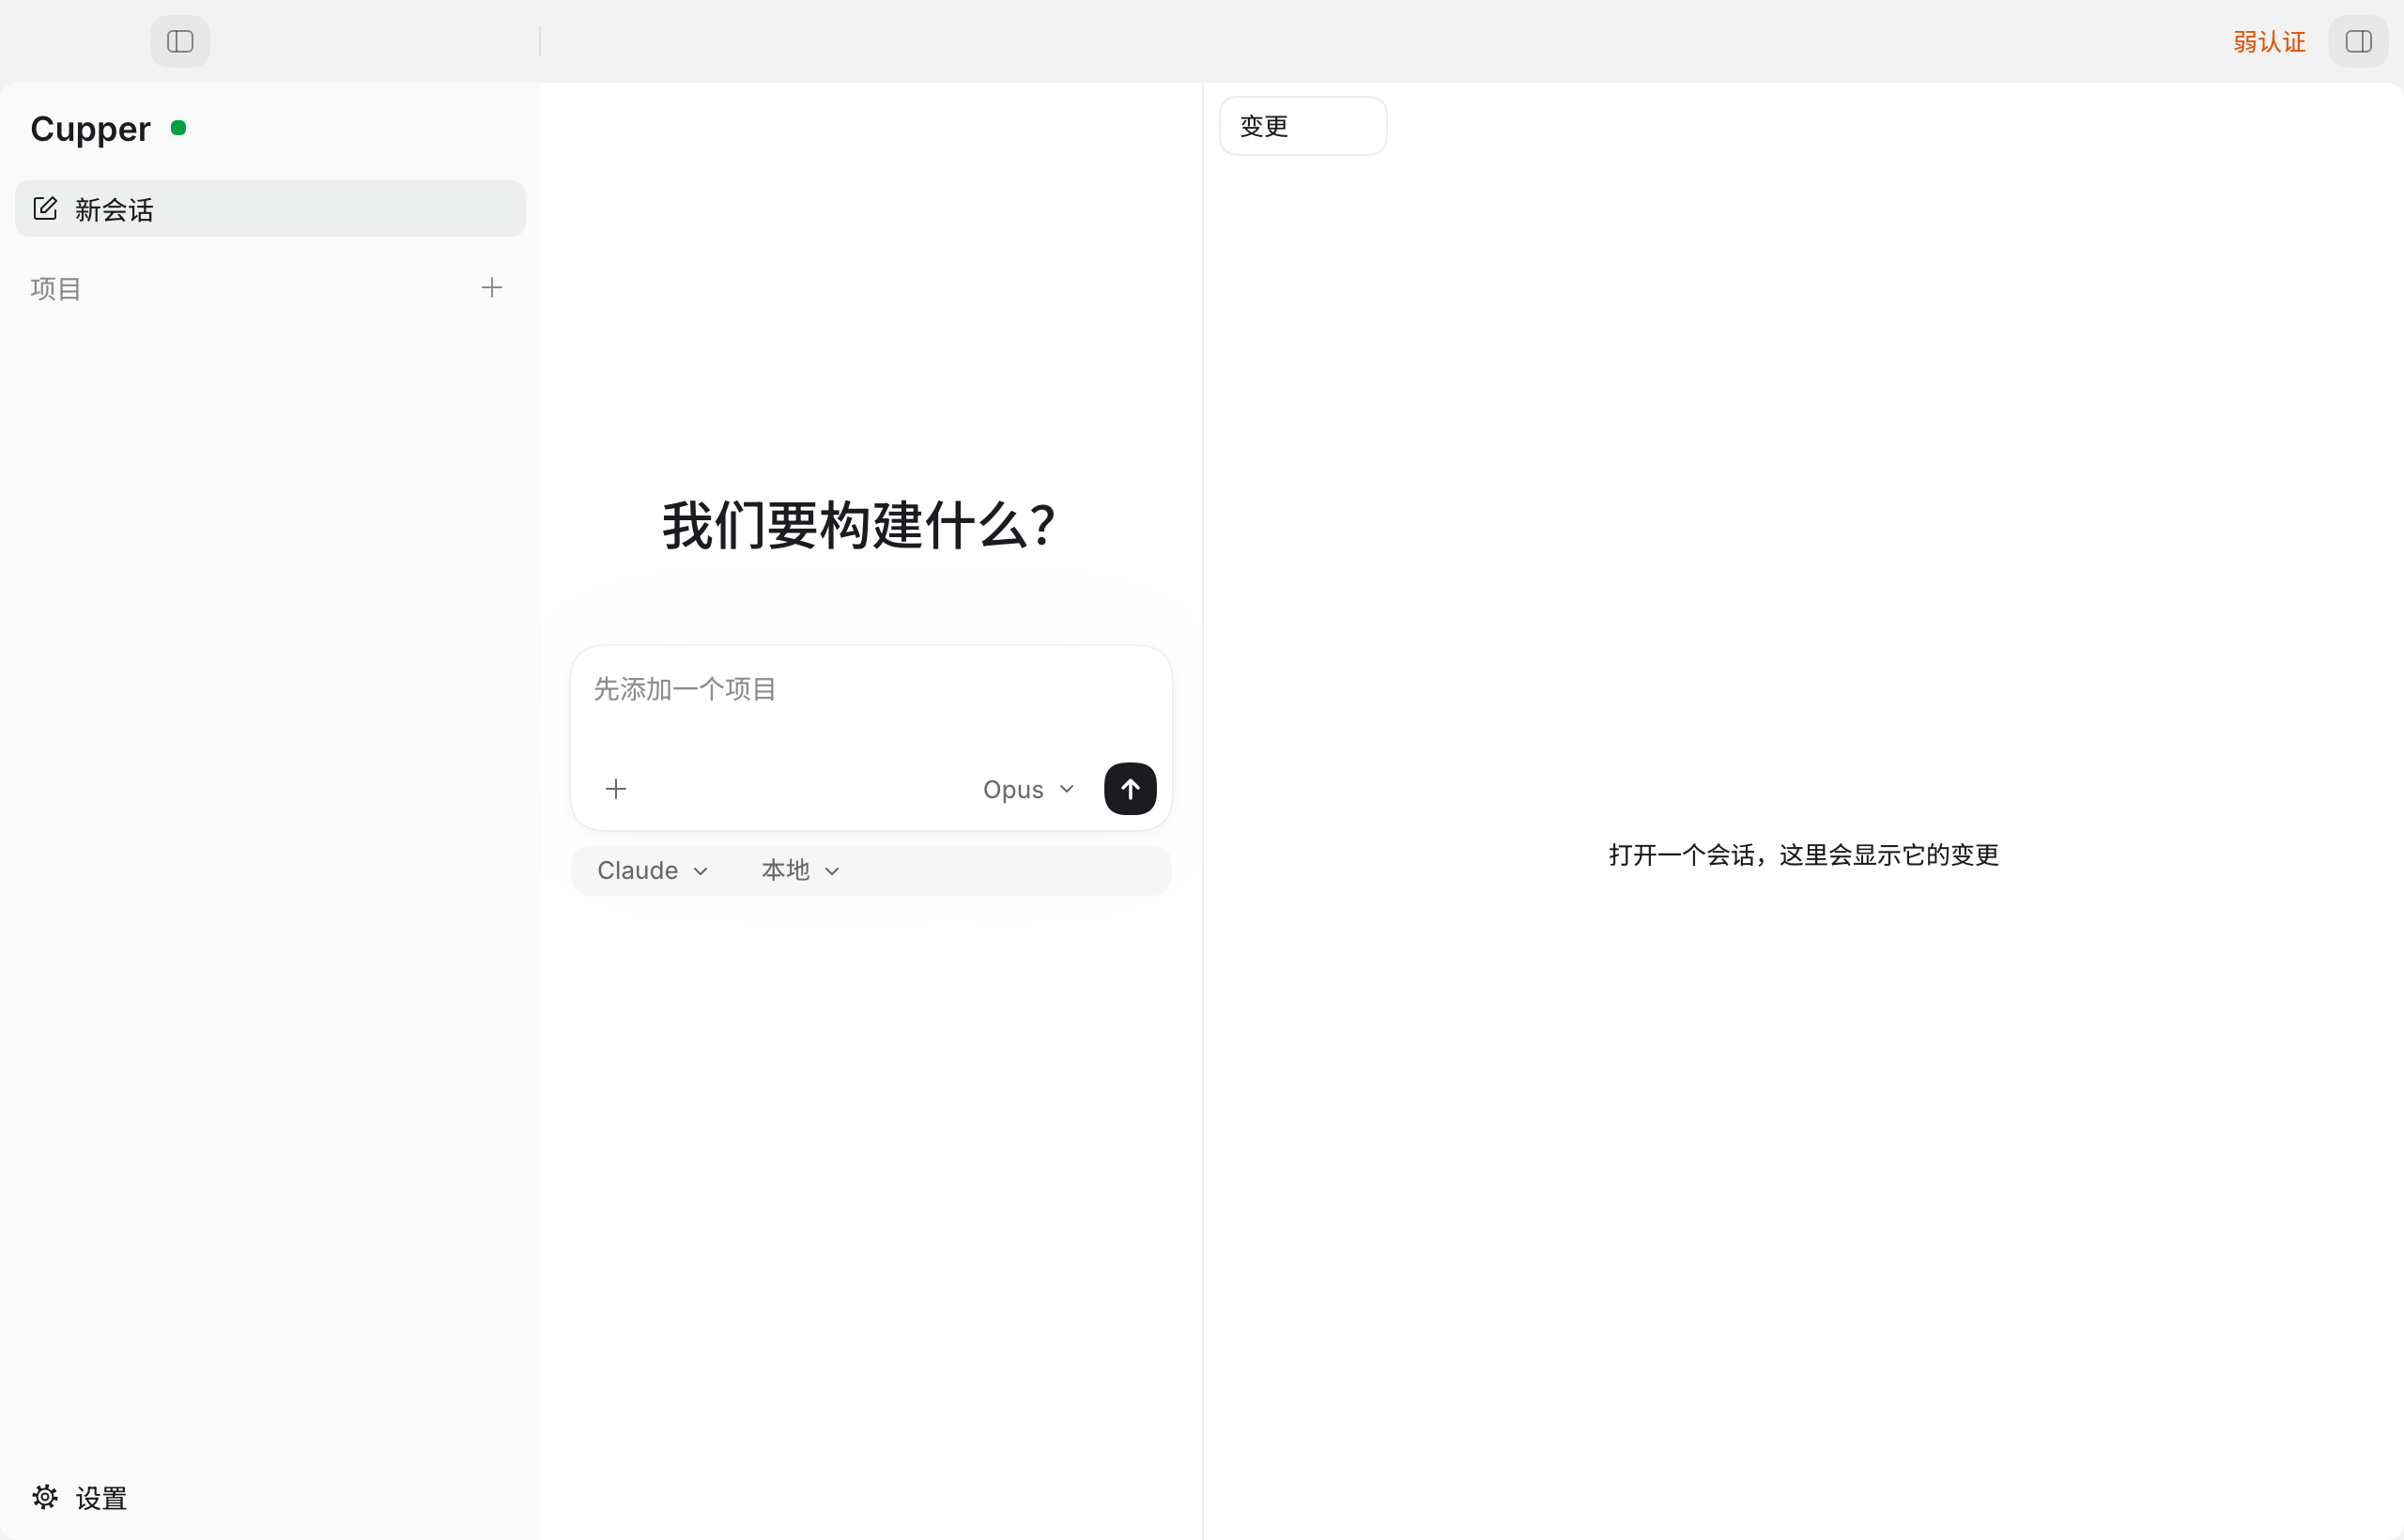 弱认证
Cupper
新会话
项目
我们要构建什么？
先添加一个项目
Opus
Claude
本地
设置
变更
打开一个会话，这里会显示它的变更